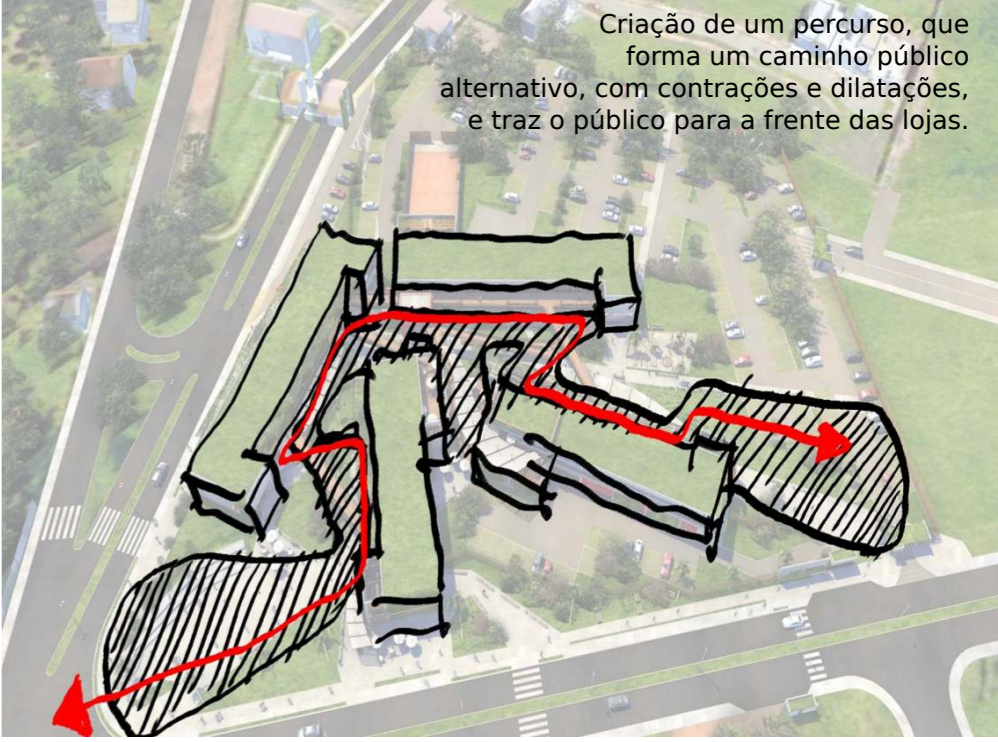 Criação de um percurso, que
forma um caminho público
alternativo, com contrações e dilatações,
e traz o público para a frente das lojas.